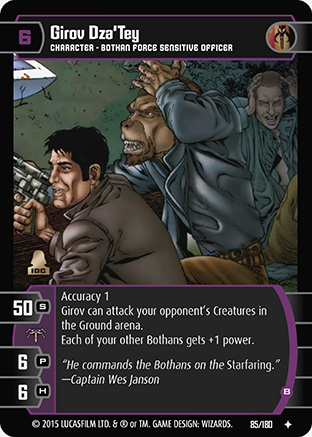 6
Girov Dza'Tey
CHARACTER - BOTHAN FORCE SENSITIVE OFFICER
IDC
50 S
6 P
6 H
Accuracy 1
Girov can attack your opponent's Creatures in
the Ground arena.
Each of your other Bothans gets +1 power.
"He commands the Bothans on the Starfaring."
—Captain Wes Janson
B
© 2015 LUCASFILM LTD. & ® OR TM. GAME DESIGN: WIZARDS. 85/180